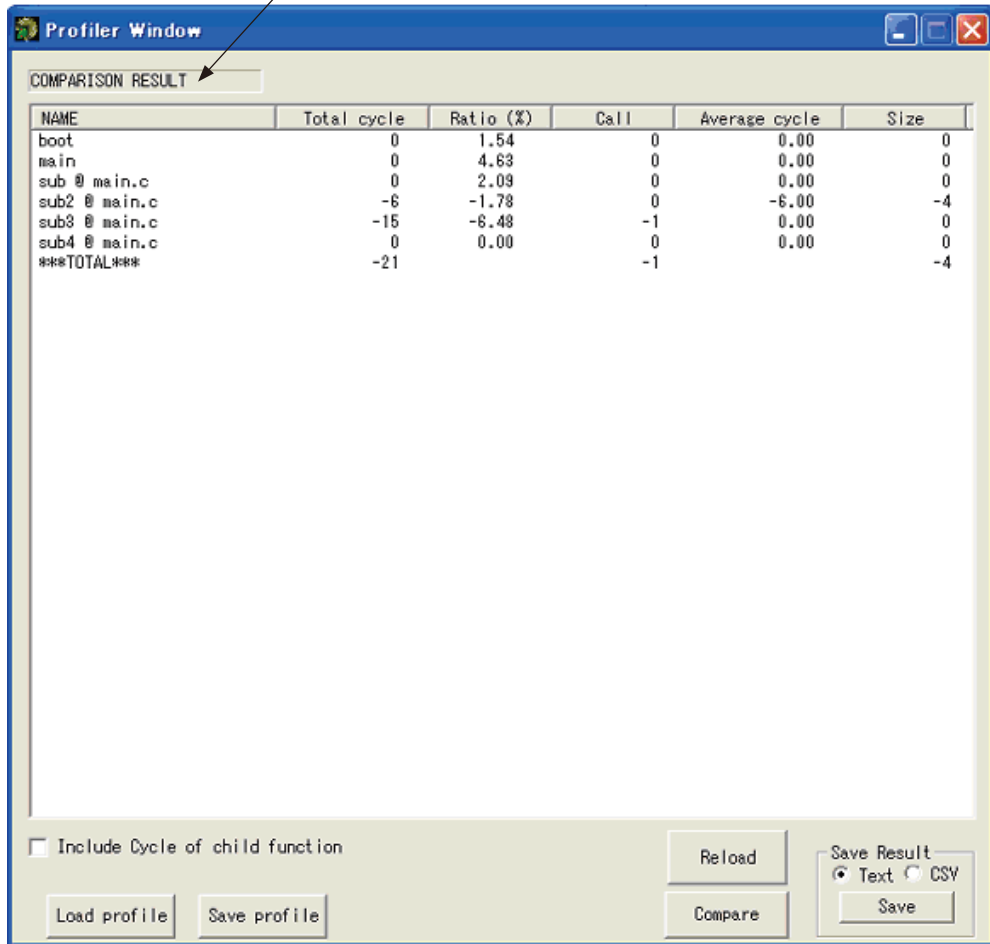 Profiler Window
COMPARISON RESULT
NAME Total cycle Ratio (%) Call Average cycle Size
boot 0 1.54 0 0.00 0
main 0 4.63 0 0.00 0
sub @ main.c 0 2.09 0 0.00 0
sub2 @ main.c -6 -1.78 0 -6.00 -4
sub3 @ main.c -15 -6.48 -1 0.00 0
sub4 @ main.c 0 0.00 0 0.00 0
***TOTAL*** -21 -1 -4
Include Cycle of child function
Reload
Save Result
Text CSV
Load profile Save profile Compare Save